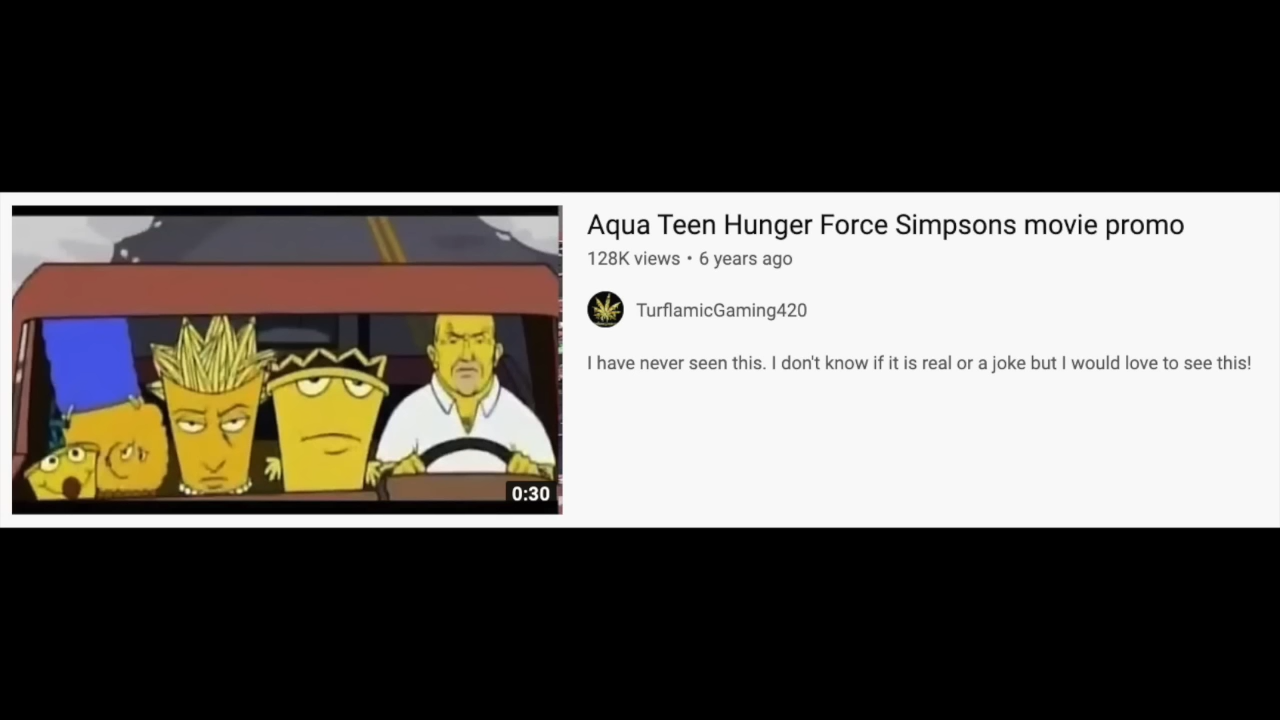 Aqua Teen Hunger Force Simpsons movie promo
128K views • 6 years ago
TurflamicGaming420
I have never seen this. I don't know if it is real or a joke but I would love to see this!
0:30